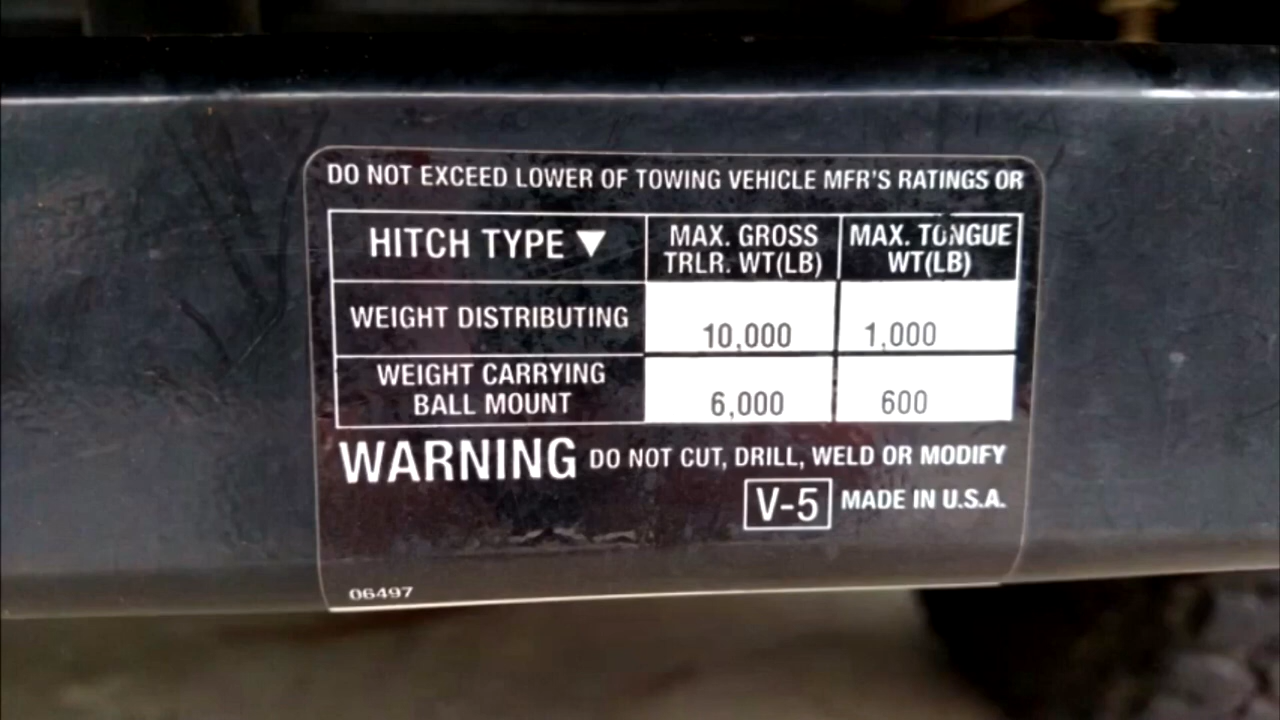 DO NOT EXCEED LOWER OF TOWING VEHICLE MFR'S RATINGS OR
HITCH TYPE ▼
MAX. GROSS
TRLR. WT(LB)
MAX. TONGUE
WT(LB)
WEIGHT DISTRIBUTING
10,000
1,000
WEIGHT CARRYING
BALL MOUNT
6,000
600
WARNING DO NOT CUT, DRILL, WELD OR MODIFY
V-5 MADE IN U.S.A.
06497